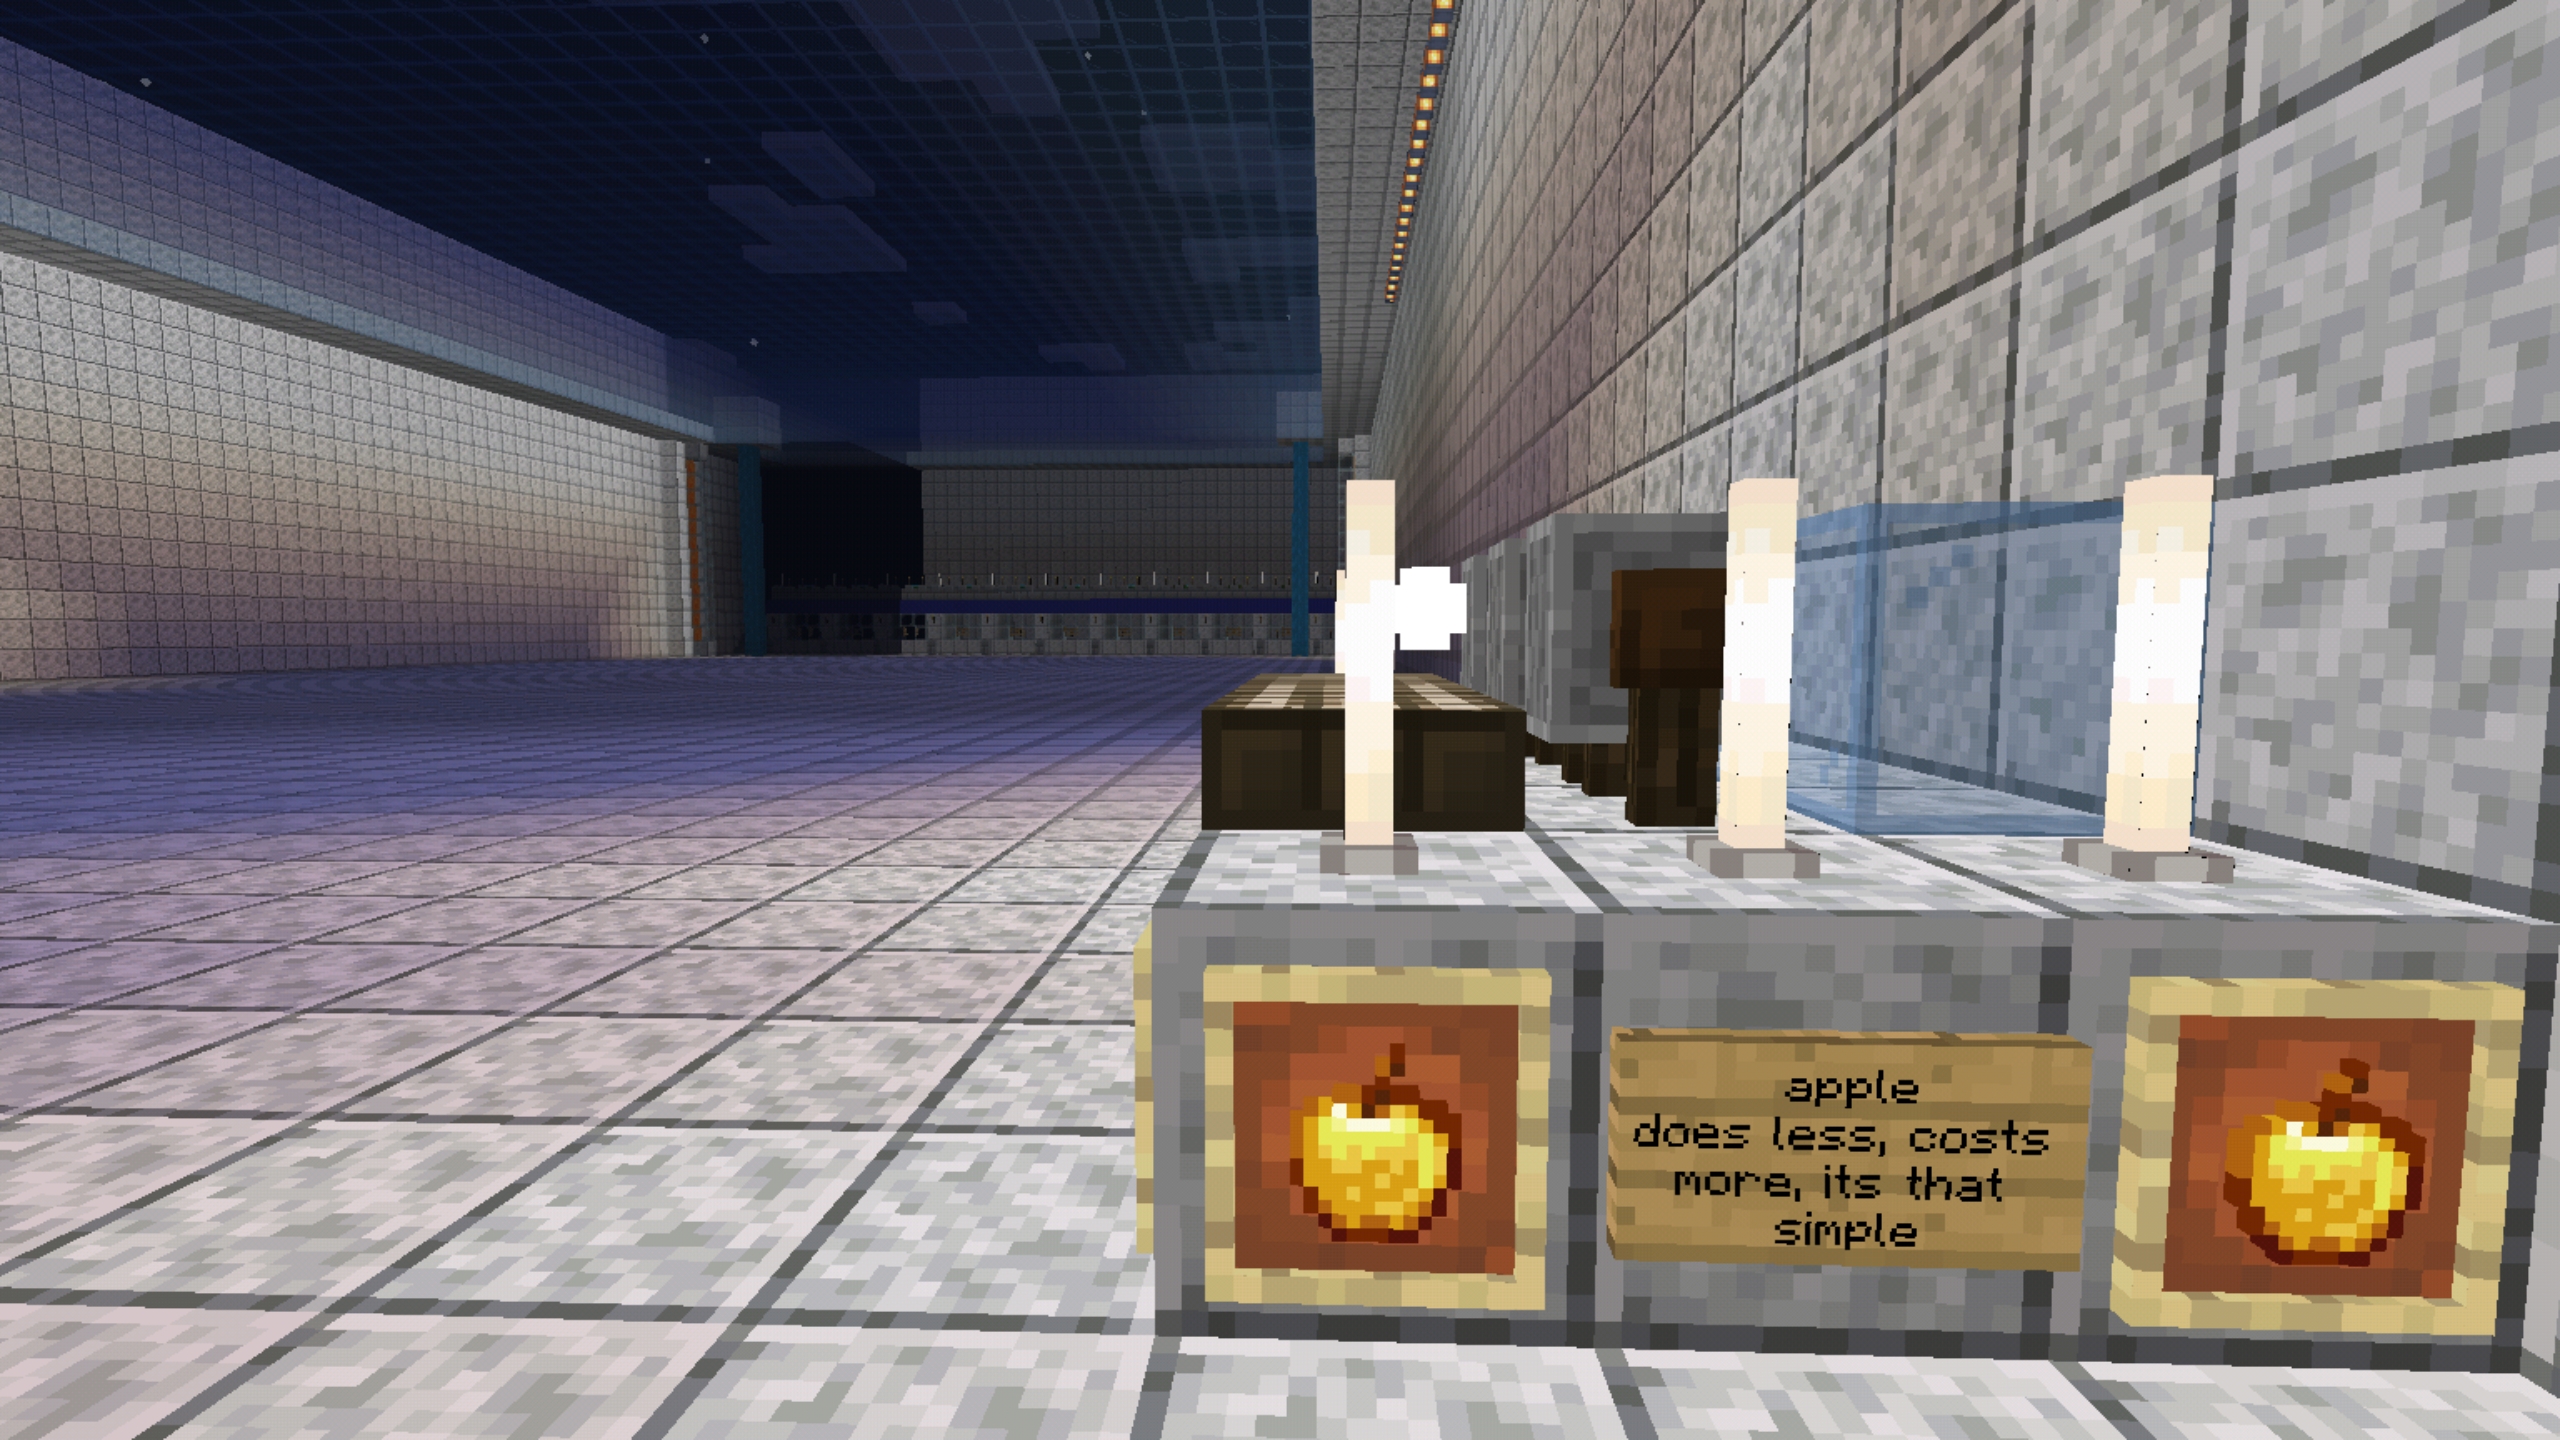 apple
does less, costs
more, its that
simple